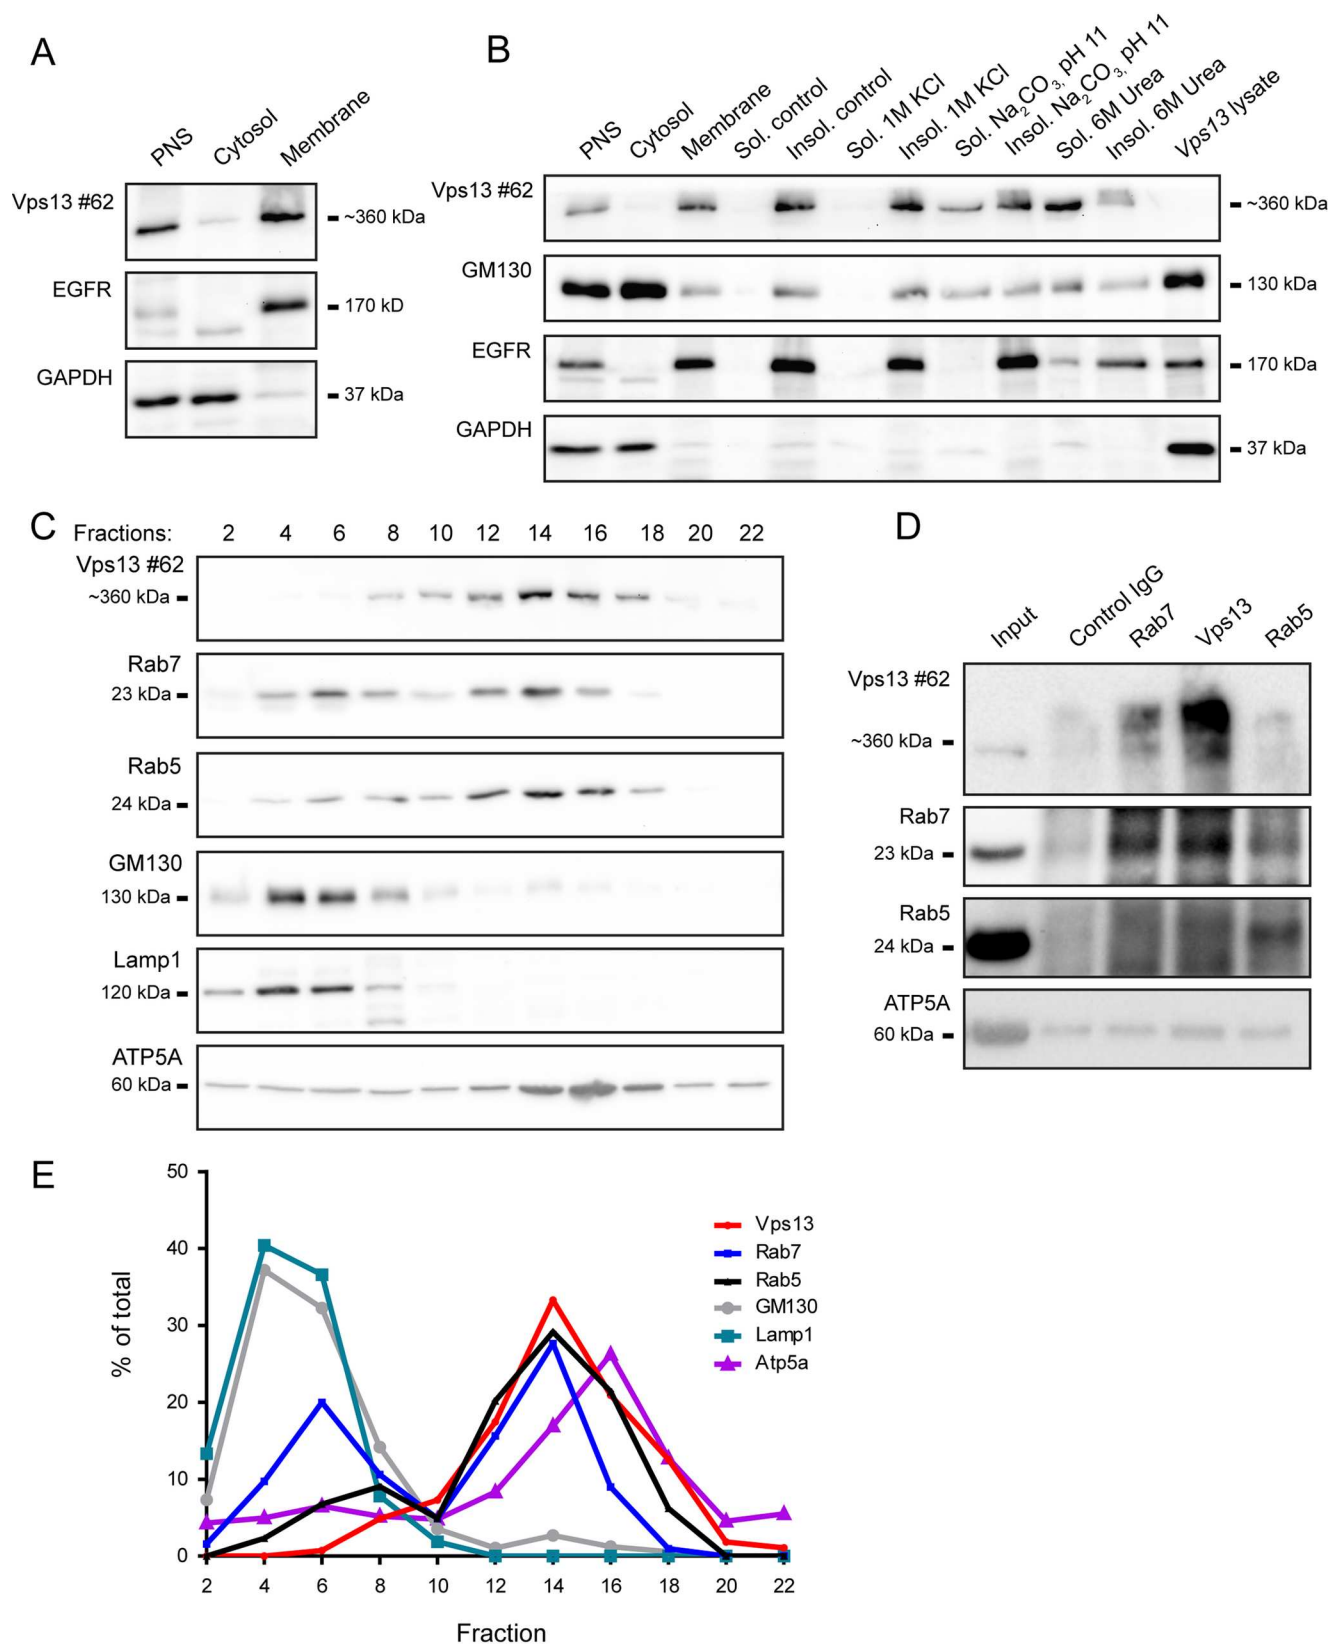 A
PNS
Cytosol
Membrane
Vps13 #62
~360 kDa
EGFR
170 kD
GAPDH
37 kDa
B
PNS
Cytosol
Membrane
Sol. control
Insol. control
Sol. 1M KCl
Insol. 1M KCl
Sol. Na2CO3, pH 11
Insol. Na2CO3, pH 11
Sol. 6M Urea
Insol. 6M Urea
Vps13 lysate
Vps13 #62
~360 kDa
GM130
130 kDa
EGFR
170 kDa
GAPDH
37 kDa
C
Fractions: 2 4 6 8 10 12 14 16 18 20 22
Vps13 #62
~360 kDa
Rab7
23 kDa
Rab5
24 kDa
GM130
130 kDa
Lamp1
120 kDa
ATP5A
60 kDa
D
Input
Control IgG
Rab7
Vps13
Rab5
Vps13 #62
~360 kDa
Rab7
23 kDa
Rab5
24 kDa
ATP5A
60 kDa
E
50
40
30
20
10
0
% of total
Vps13
Rab7
Rab5
GM130
Lamp1
Atp5a
2 4 6 8 10 12 14 16 18 20 22
Fraction